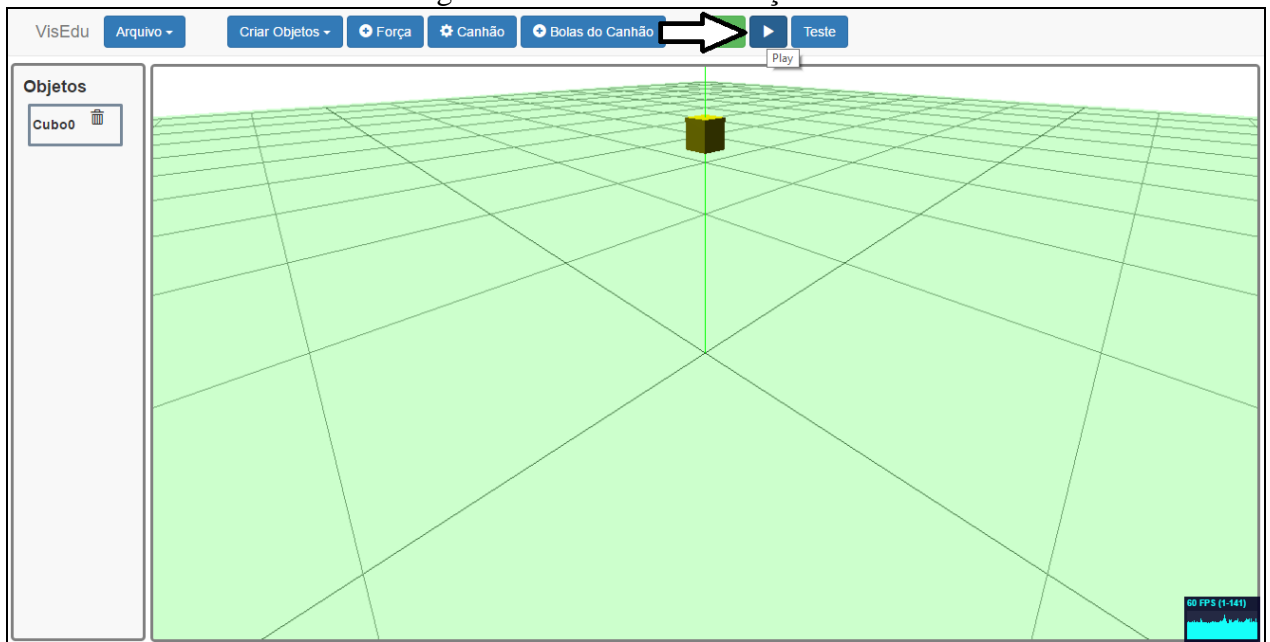 VisEdu Arquivo Criar Objetos Força Canhão Bolas do Canhão Teste
Play
Objetos
Cubo0
60 FPS (1-141)